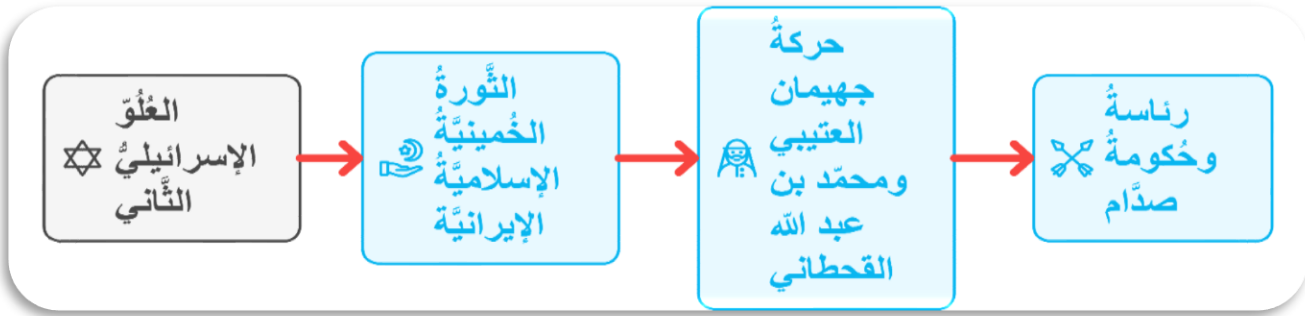 العُلُوّ
الإسرائيليُّ
الثَّاني
الثَّورةُ
الخُمينيَّةُ
الإسلاميَّةُ
الإيرانيَّة
حركةُ
جهيمان
العتيبي
ومحمّد بن
عبد الله
القحطاني
رئاسةُ
وحُكومةُ
صدَّام